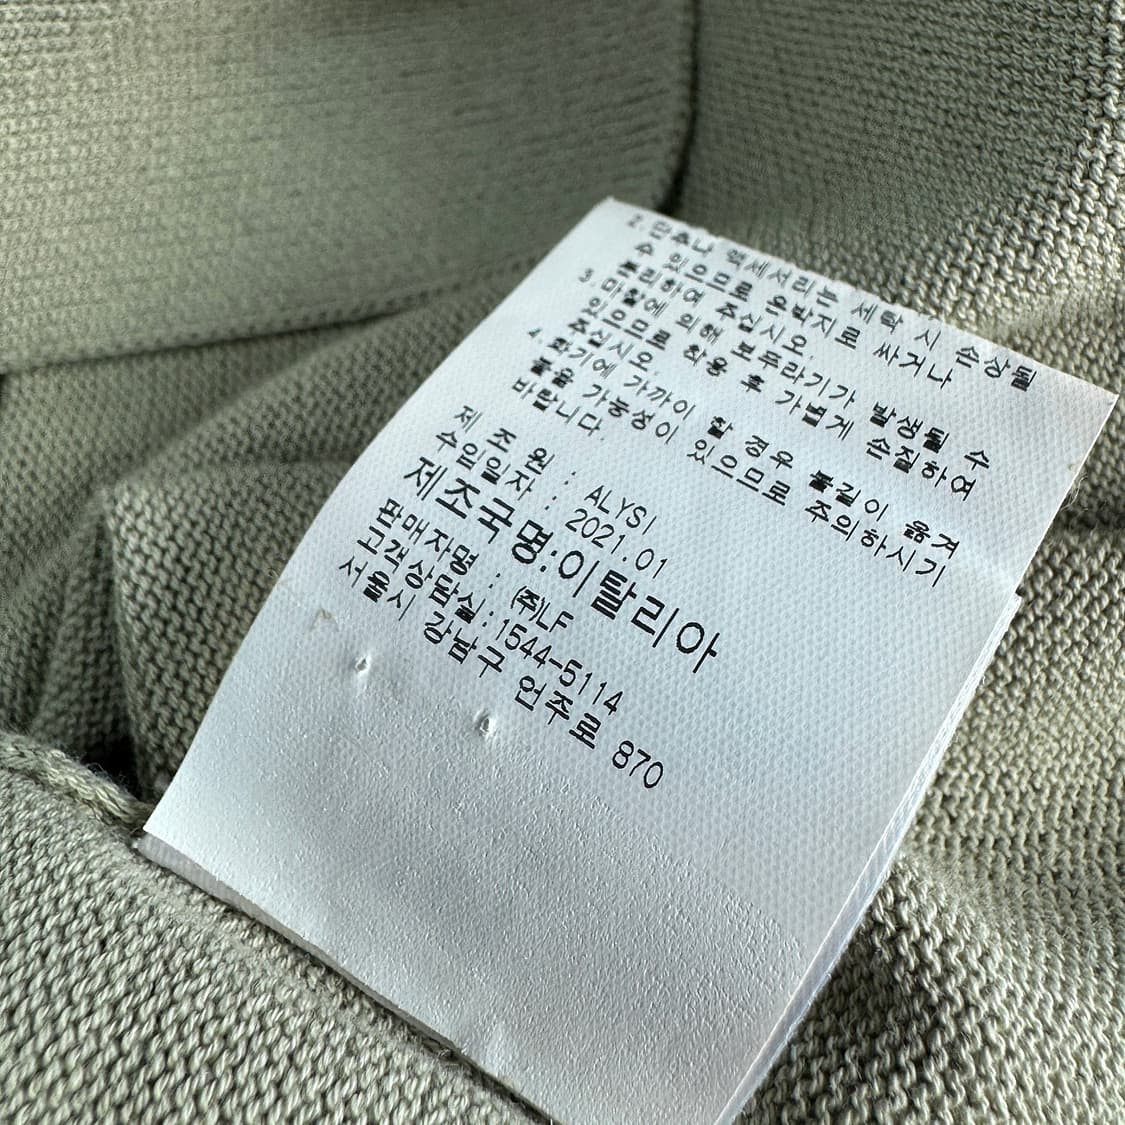 2. 단추나 액세서리는 세탁 시 손상될
수 있으므로 은박지로 싸거나
분리하여 주십시오.
3. 마찰에 의해 보푸라기가 발생될 수
있으므로 착용 후 가볍게 손질하여
주십시오.
4. 화기에 가까이 할 경우 불길이 옮겨
붙을 가능성이 있으므로 주의하시기
바랍니다.
제 조 원 : ALYSI
수입일자 : 2021.01
제조국명:이탈리아
판매자명 : (주)LF
고객상담실:1544-5114
서울시 강남구 언주로 870